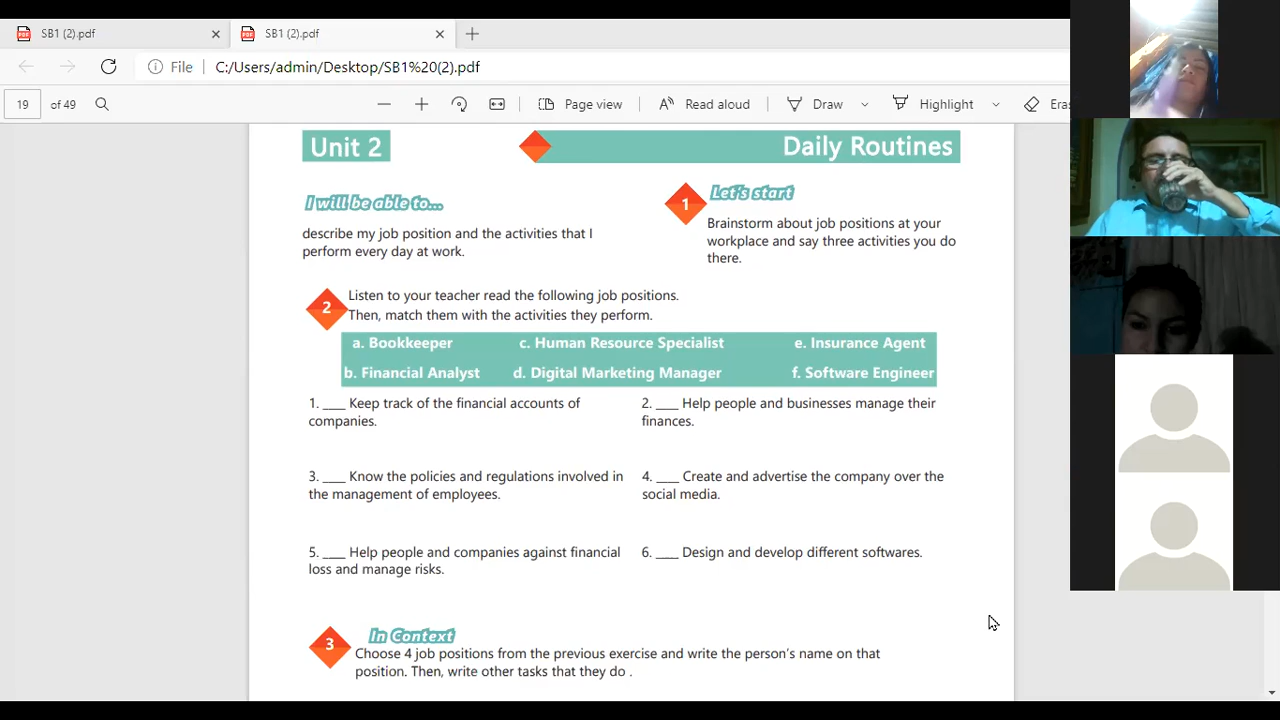 SB1 (2).pdf
SB1 (2).pdf
File
C:/Users/admin/Desktop/SB1%20(2).pdf
19 of 49
Page view
Read aloud
Draw
Highlight
Unit 2
Daily Routines
I will be able to...
describe my job position and the activities that I
perform every day at work.
1
Let's start
Brainstorm about job positions at your
workplace and say three activities you do
there.
2
Listen to your teacher read the following job positions.
Then, match them with the activities they perform.
a. Bookkeeper
c. Human Resource Specialist
e. Insurance Agent
b. Financial Analyst
d. Digital Marketing Manager
f. Software Engineer
1. ___ Keep track of the financial accounts of
companies.
2. ___ Help people and businesses manage their
finances.
3. ___ Know the policies and regulations involved in
the management of employees.
4. ___ Create and advertise the company over the
social media.
5. ___ Help people and companies against financial
loss and manage risks.
6. ___ Design and develop different softwares.
3
In Context
Choose 4 job positions from the previous exercise and write the person's name on that
position. Then, write other tasks that they do .